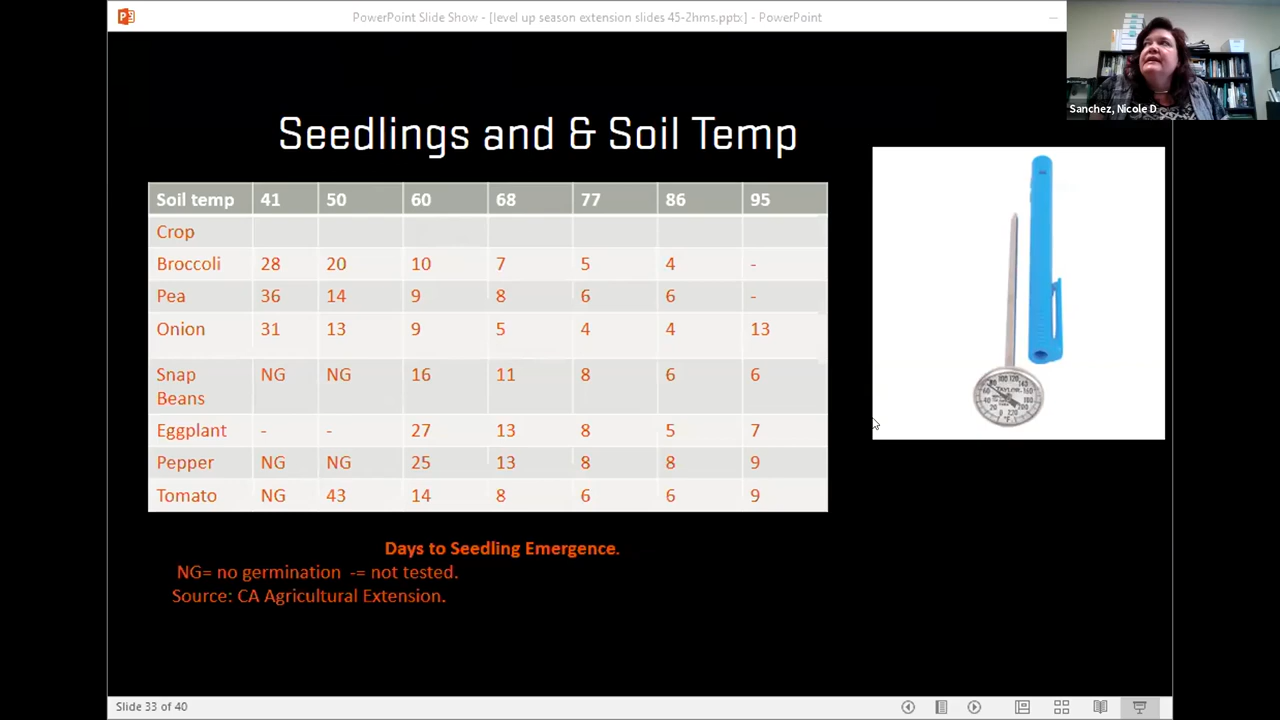 PowerPoint Slide Show - [level up season extension slides 45-2hms.ppb:] - PowerPoint
Sanchez, Nicole D
Seedlings and & Soil Temp
Soil temp 41 50 60 68 77 86 95
Crop
Broccoli 28 20 10 7 5 4 -
Pea 36 14 9 8 6 6 -
Onion 31 13 9 5 4 4 13
Snap Beans NG NG 16 11 8 6 6
Eggplant - - 27 13 8 5 7
Pepper NG NG 25 13 8 8 9
Tomato NG 43 14 8 6 6 9
TAYLOR
Days to Seedling Emergence.
NG= no germination -= not tested.
Source: CA Agricultural Extension.
Slide 33 of 40